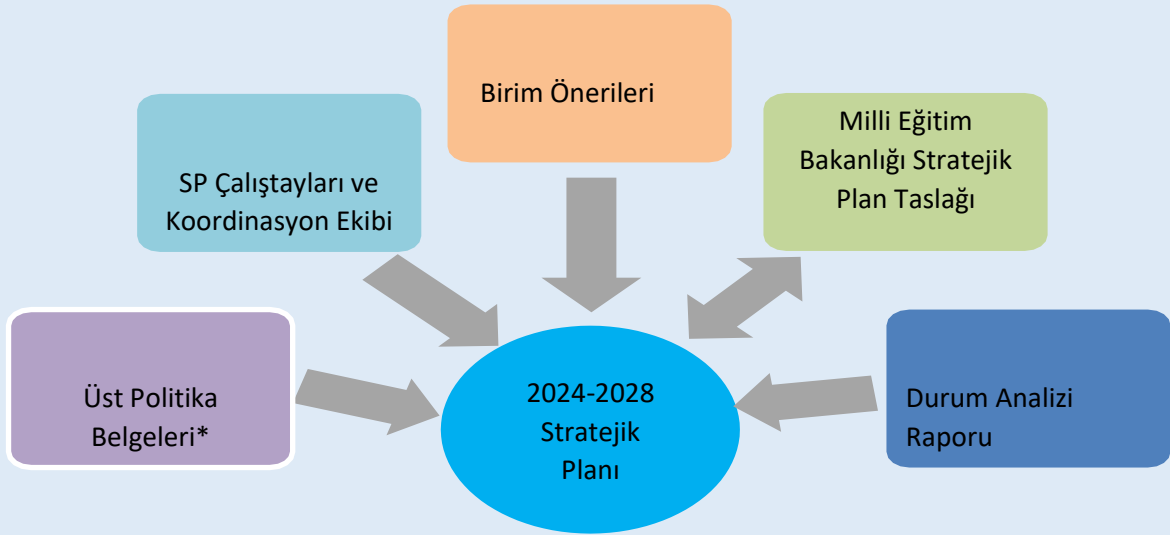 Birim Önerileri
SP Çalıştayları ve
Koordinasyon Ekibi
Milli Eğitim
Bakanlığı Stratejik
Plan Taslağı
Üst Politika
Belgeleri*
2024-2028
Stratejik
Planı
Durum Analizi
Raporu